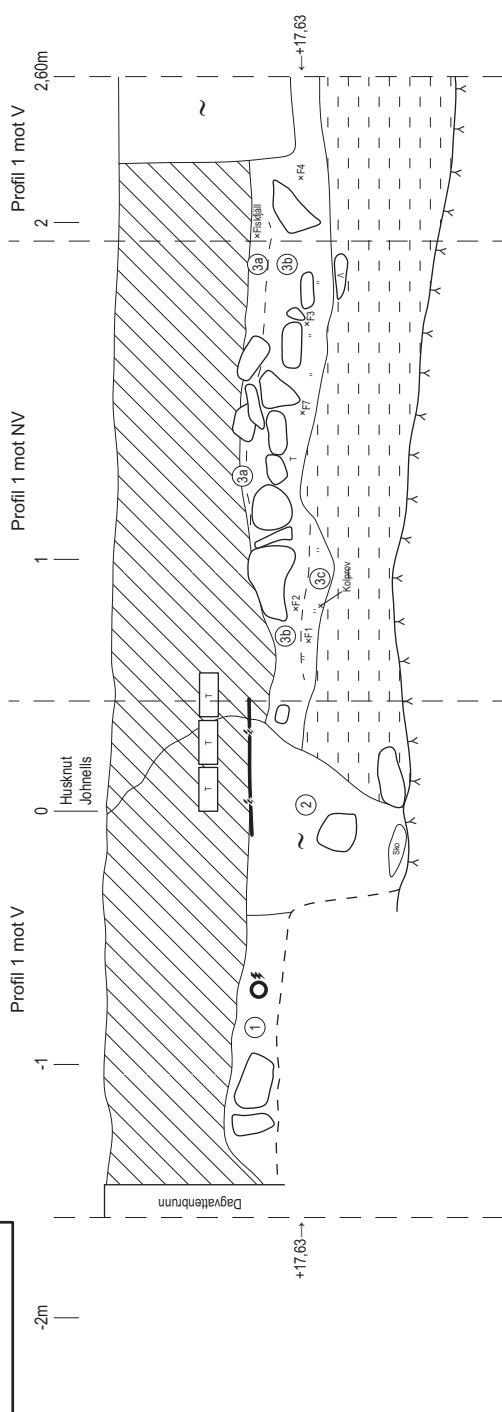 Profil 1 mot V
Profil 1 mot NV
Profil 1 mot V
-2m
-1
0
Husknut
Johnells
1
2
2,60m
Dagvattenbrunn
+17,63→
←+17,63
T
T
T
1
2
Sko
3b
×F1
×F2
3c
Kolprov
3a
T
×F7
×F3
3a
3b
×Fiskfjäll
×F4